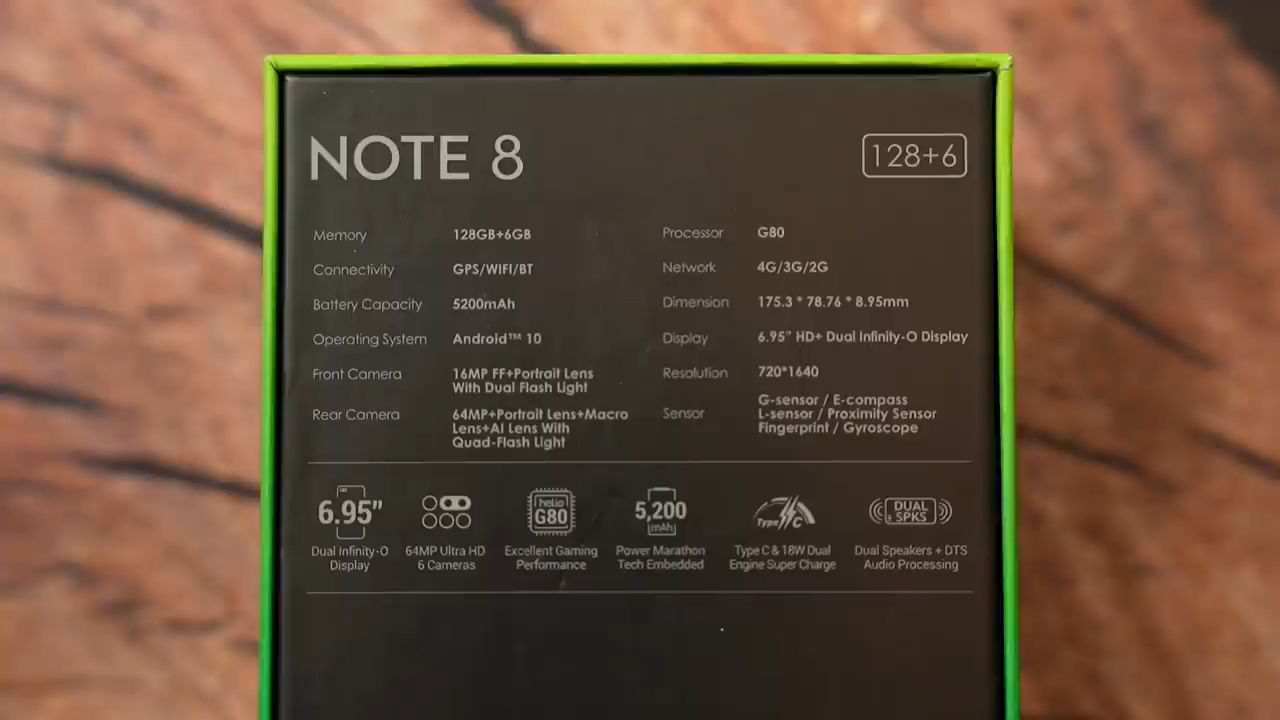 NOTE 8
128+6
Memory 128GB+6GB
Connectivity GPS/WIFI/BT
Battery Capacity 5200mAh
Operating System Android™ 10
Front Camera 16MP FF+Portrait Lens
With Dual Flash Light
Rear Camera 64MP+Portrait Lens+Macro
Lens+AI Lens With
Quad-Flash Light
Processor G80
Network 4G/3G/2G
Dimension 175.3 * 78.76 * 8.95mm
Display 6.95" HD+ Dual Infinity-O Display
Resolution 720*1640
Sensor G-sensor / E-compass
L-sensor / Proximity Sensor
Fingerprint / Gyroscope
6.95"
Dual Infinity-O
Display
64MP Ultra HD
6 Cameras
helio
G80
Excellent Gaming
Performance
5,200
mAh
Power Marathon
Tech Embedded
Type C
Type C & 18W Dual
Engine Super Charge
DUAL
SPKS
Dual Speakers + DTS
Audio Processing